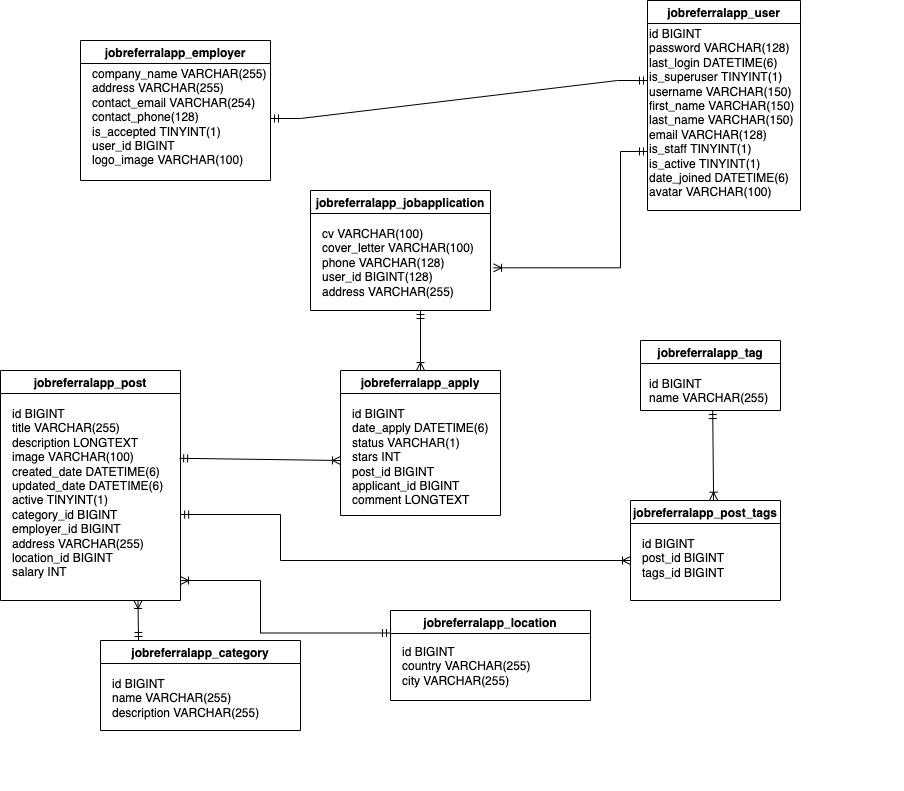 jobreferralapp_user
id BIGINT
password VARCHAR(128)
last_login DATETIME(6)
is_superuser TINYINT(1)
username VARCHAR(150)
first_name VARCHAR(150)
last_name VARCHAR(150)
email VARCHAR(128)
is_staff TINYINT(1)
is_active TINYINT(1)
date_joined DATETIME(6)
avatar VARCHAR(100)
jobreferralapp_employer
company_name VARCHAR(255)
address VARCHAR(255)
contact_email VARCHAR(254)
contact_phone(128)
is_accepted TINYINT(1)
user_id BIGINT
logo_image VARCHAR(100)
jobreferralapp_jobapplication
cv VARCHAR(100)
cover_letter VARCHAR(100)
phone VARCHAR(128)
user_id BIGINT(128)
address VARCHAR(255)
jobreferralapp_tag
id BIGINT
name VARCHAR(255)
jobreferralapp_post
id BIGINT
title VARCHAR(255)
description LONGTEXT
image VARCHAR(100)
created_date DATETIME(6)
updated_date DATETIME(6)
active TINYINT(1)
category_id BIGINT
employer_id BIGINT
address VARCHAR(255)
location_id BIGINT
salary INT
jobreferralapp_apply
id BIGINT
date_apply DATETIME(6)
status VARCHAR(1)
stars INT
post_id BIGINT
applicant_id BIGINT
comment LONGTEXT
jobreferralapp_post_tags
id BIGINT
post_id BIGINT
tags_id BIGINT
jobreferralapp_location
id BIGINT
country VARCHAR(255)
city VARCHAR(255)
jobreferralapp_category
id BIGINT
name VARCHAR(255)
description VARCHAR(255)